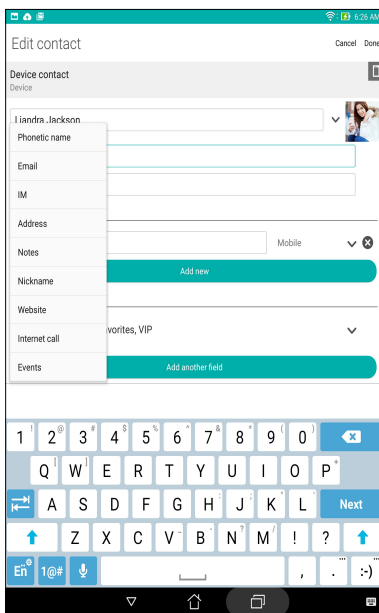 6:26 AM
Edit contact
Cancel Done
Device contact
Device
Liandra Jackson
Phonetic name
Email
IM
Address
Notes
Mobile
Add new
Nickname
Website
vorites, VIP
Internet call
Events
Add another field
1 ! 2 @ 3 # 4 $ 5 % 6 ^ 7 & 8 * 9 ( 0 )
Q [ W ] E R T Y U I O P +
A S D F G H : J ; K " L ' Next
Z X C V - B . N ? M / ! ?
En 1@# , . ... :-) ...